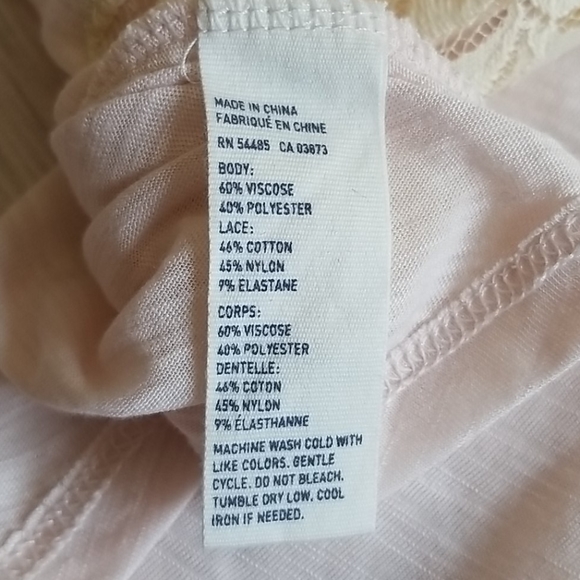 MADE IN CHINA
FABRIQUÉ EN CHINE
RN 54485 CA 03873
BODY:
60% VISCOSE
40% POLYESTER
LACE:
46% COTTON
45% NYLON
9% ELASTANE
CORPS:
60% VISCOSE
40% POLYESTER
DENTELLE:
46% COTON
45% NYLON
9% ÉLASTHANNE
MACHINE WASH COLD WITH
LIKE COLORS. GENTLE
CYCLE. DO NOT BLEACH.
TUMBLE DRY LOW. COOL
IRON IF NEEDED.